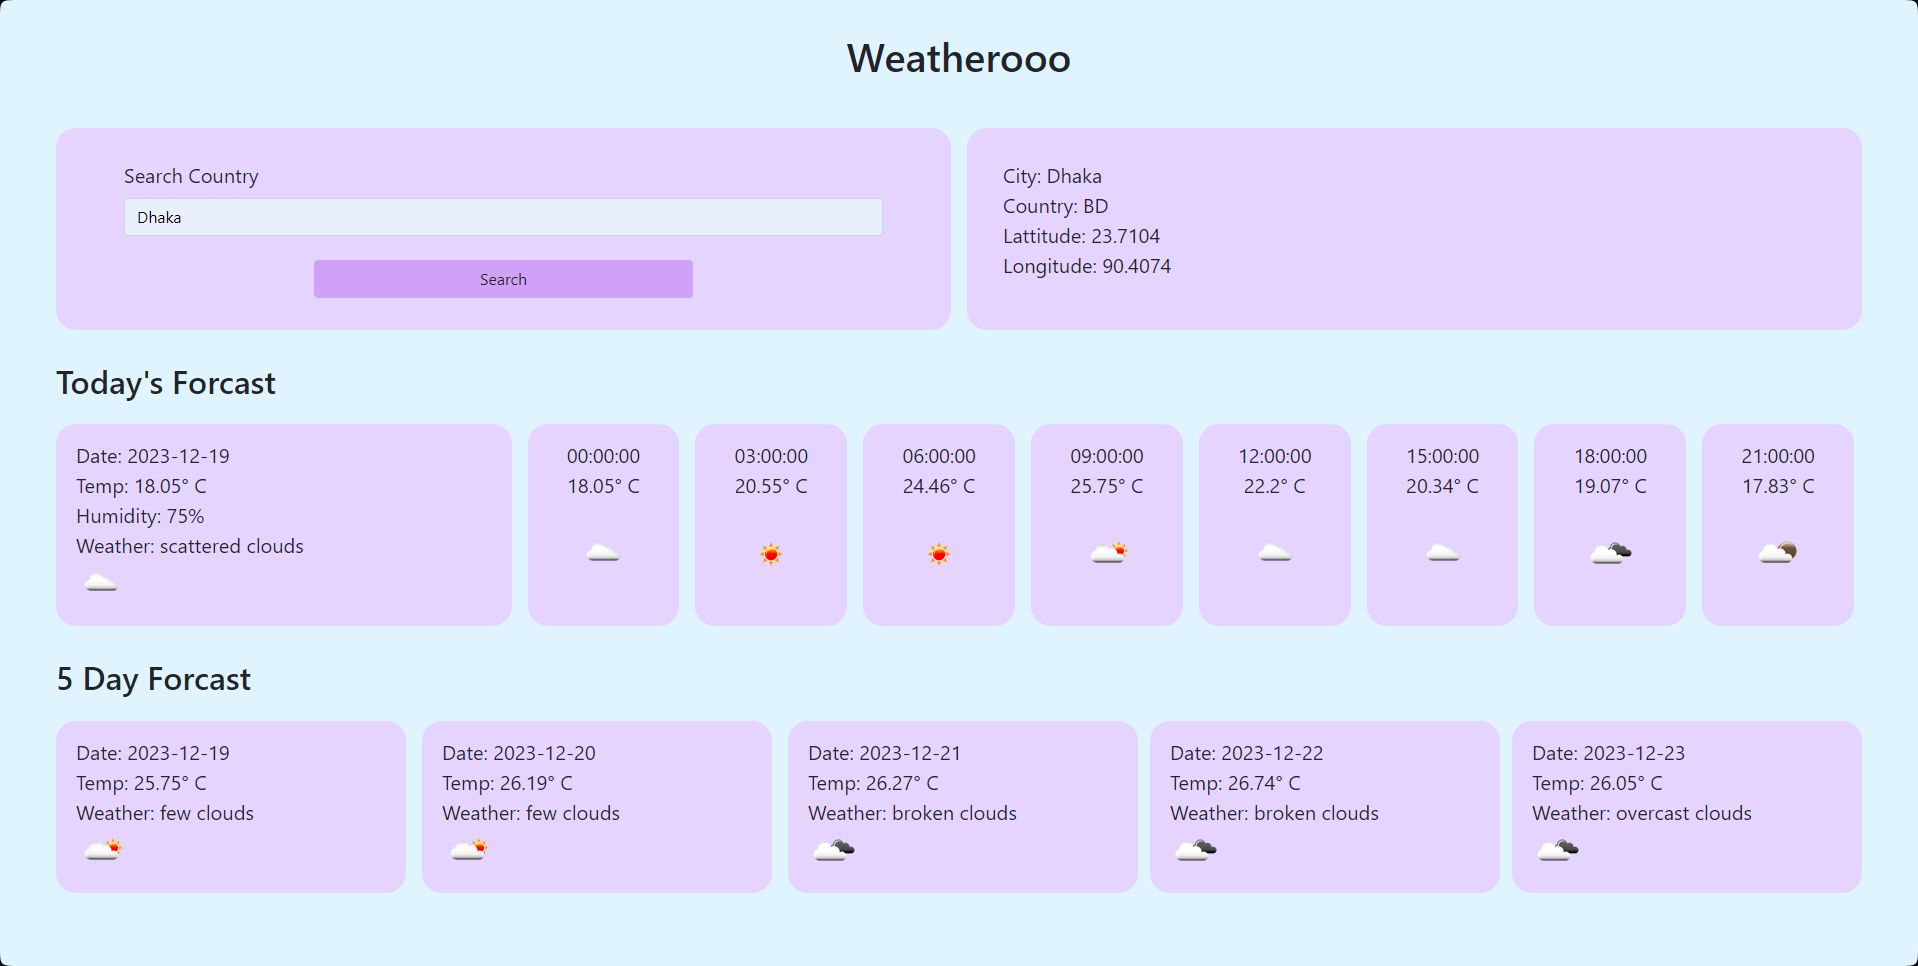 Weatherooo
Search Country
Dhaka
Search
City: Dhaka
Country: BD
Lattitude: 23.7104
Longitude: 90.4074
Today's Forcast
Date: 2023-12-19
Temp: 18.05° C
Humidity: 75%
Weather: scattered clouds
00:00:00
18.05° C
03:00:00
20.55° C
06:00:00
24.46° C
09:00:00
25.75° C
12:00:00
22.2° C
15:00:00
20.34° C
18:00:00
19.07° C
21:00:00
17.83° C
5 Day Forcast
Date: 2023-12-19
Temp: 25.75° C
Weather: few clouds
Date: 2023-12-20
Temp: 26.19° C
Weather: few clouds
Date: 2023-12-21
Temp: 26.27° C
Weather: broken clouds
Date: 2023-12-22
Temp: 26.74° C
Weather: broken clouds
Date: 2023-12-23
Temp: 26.05° C
Weather: overcast clouds